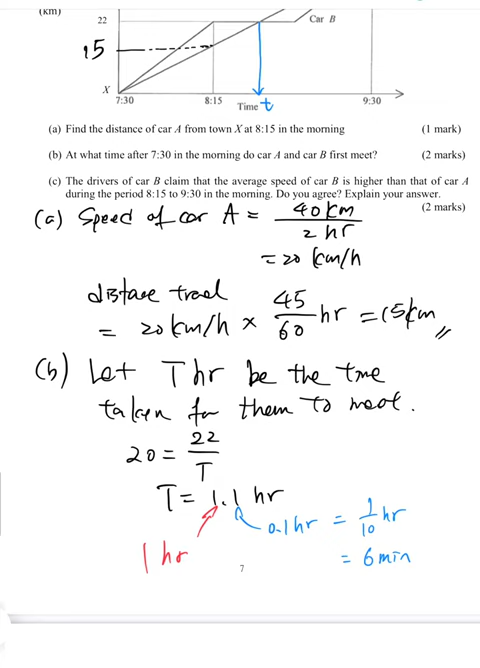 (km)
22
Car B
15
X
7:30
8:15
Time
t
9:30
(a) Find the distance of car A from town X at 8:15 in the morning (1 mark)
(b) At what time after 7:30 in the morning do car A and car B first meet? (2 marks)
(c) The drivers of car B claim that the average speed of car B is higher than that of car A
during the period 8:15 to 9:30 in the morning. Do you agree? Explain your answer.
(2 marks)
(a) Speed of car A = 40 km / 2 hr
= 20 km/h
distace travel
= 20 km/h × 45/60 hr = 15 km
(b) Let T hr be the tme
taken for them to meet.
20 = 22/T
T = 1.1 hr
0.1 hr = 1/10 hr
1 hr
= 6 min
7